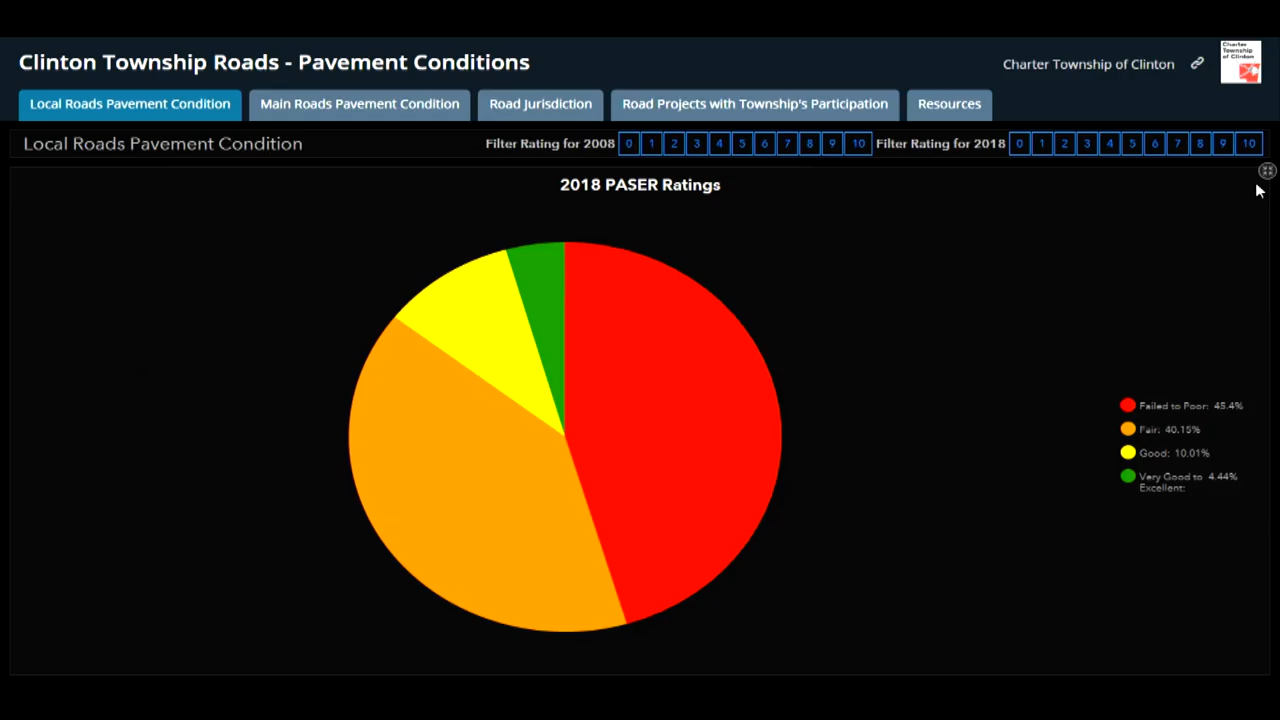 Clinton Township Roads - Pavement Conditions
Charter Township of Clinton
Charter
Township
of Clinton
Local Roads Pavement Condition
Main Roads Pavement Condition
Road Jurisdiction
Road Projects with Township's Participation
Resources
Local Roads Pavement Condition
Filter Rating for 2008 0 1 2 3 4 5 6 7 8 9 10
Filter Rating for 2018 0 1 2 3 4 5 6 7 8 9 10
2018 PASER Ratings
Failed to Poor: 45.4%
Fair: 40.15%
Good: 10.01%
Very Good to 4.44%
Excellent: